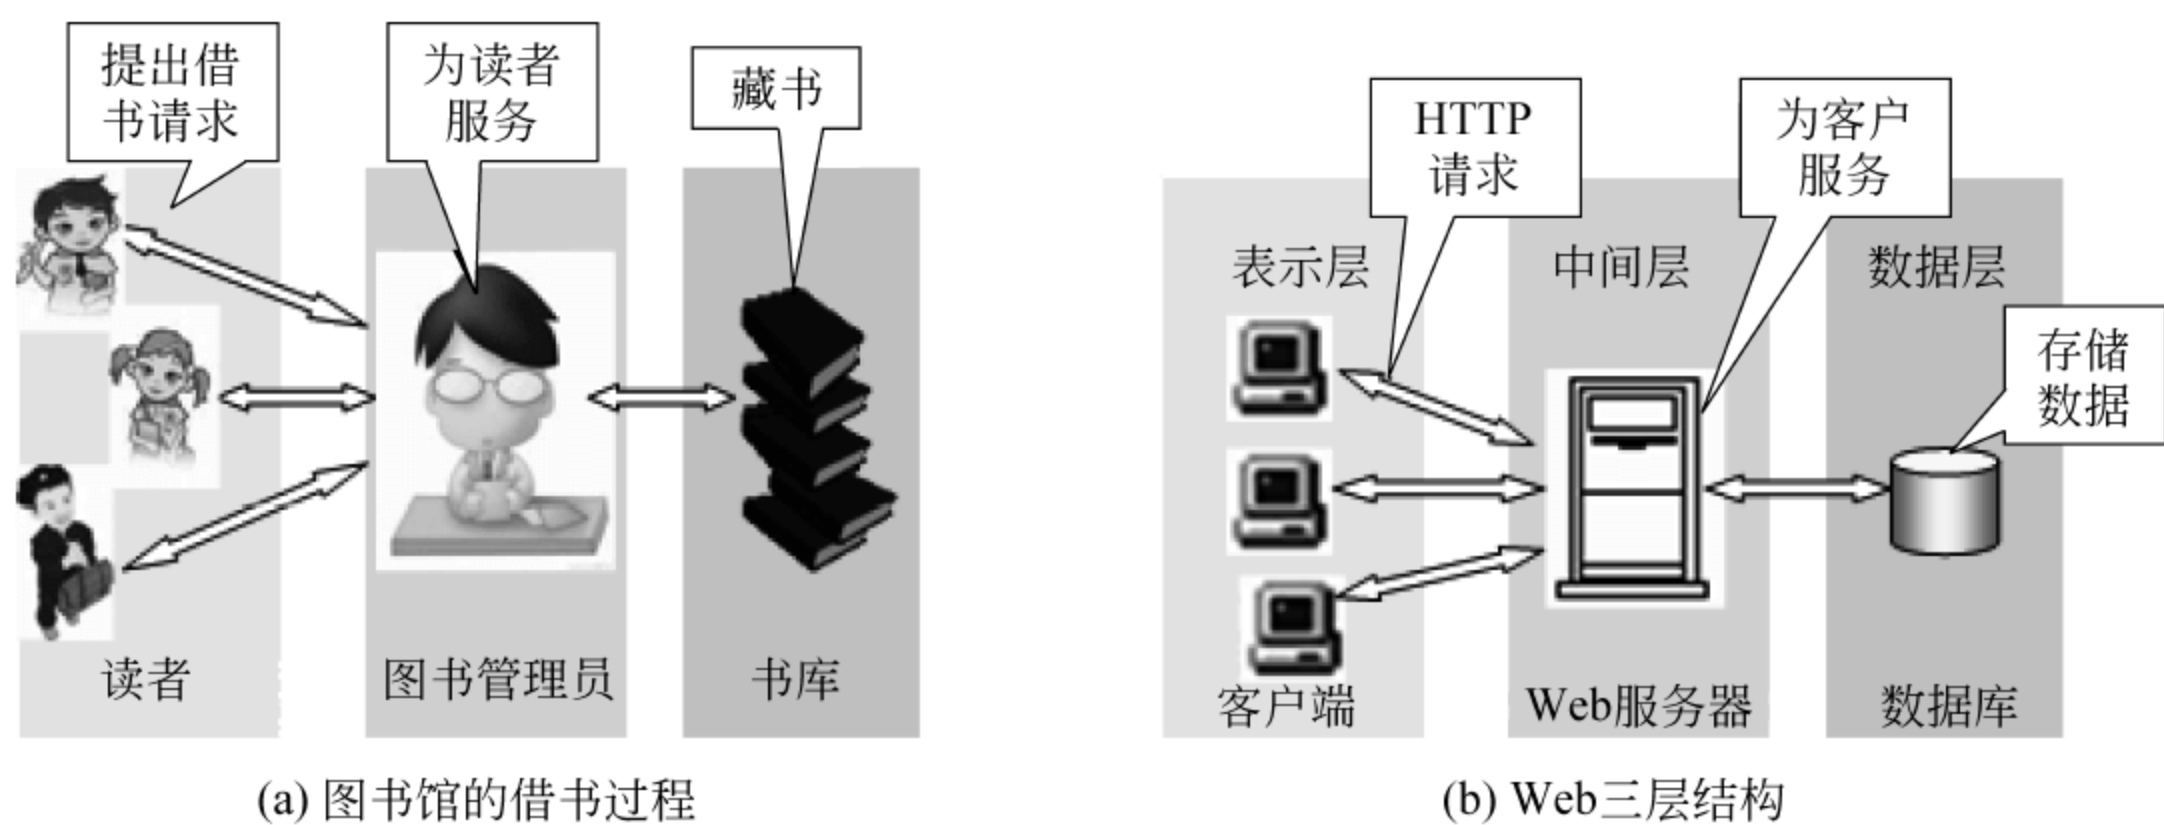 提出借
书请求
为读者
服务
藏书
读者
图书管理员
书库
(a) 图书馆的借书过程
HTTP
请求
为客户
服务
表示层
中间层
数据层
存储
数据
客户端
Web服务器
数据库
(b) Web三层结构